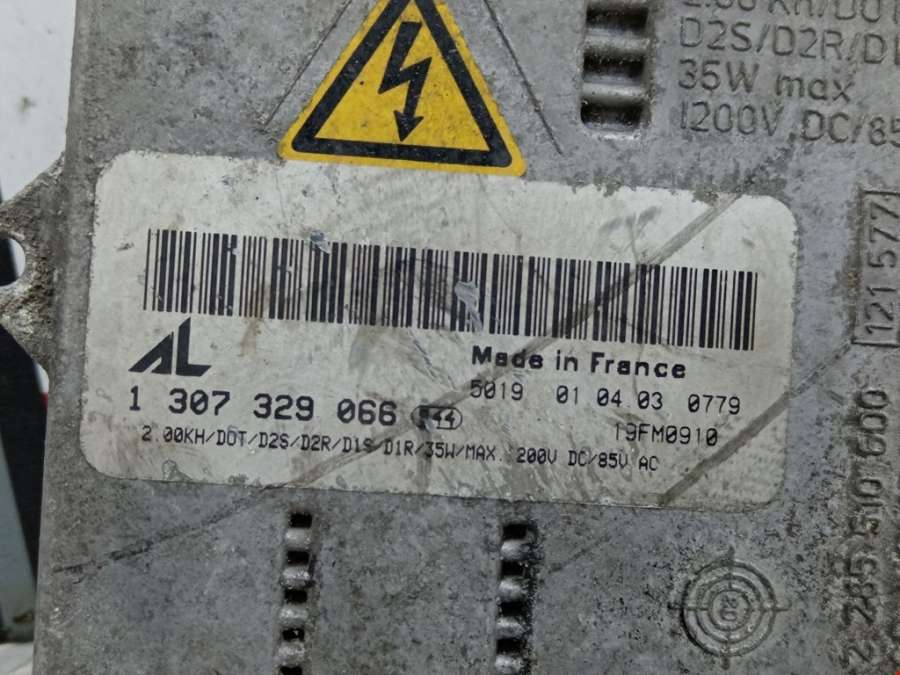 D2S/D2R/D1
35W max
1200V DC/85
121577
AL
Made in France
5019 01 04 03 0779
1 307 329 066
19FM0910
2.00KH/DOT/D2S/D2R/D1S/D1R/35W/MAX. 200V DC/85V AC
2 285 510 600